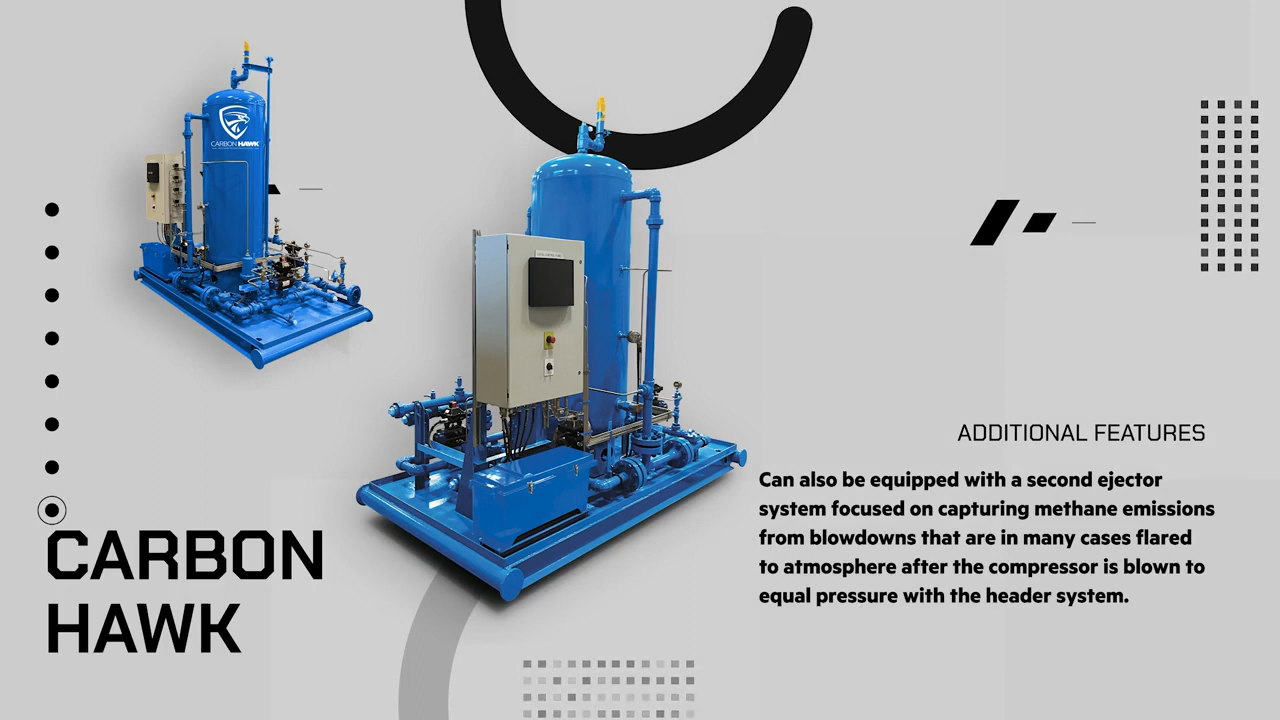 CARBON HAWK
ADDITIONAL FEATURES
Can also be equipped with a second ejector
system focused on capturing methane emissions
from blowdowns that are in many cases flared
to atmosphere after the compressor is blown to
equal pressure with the header system.
CARBON
HAWK